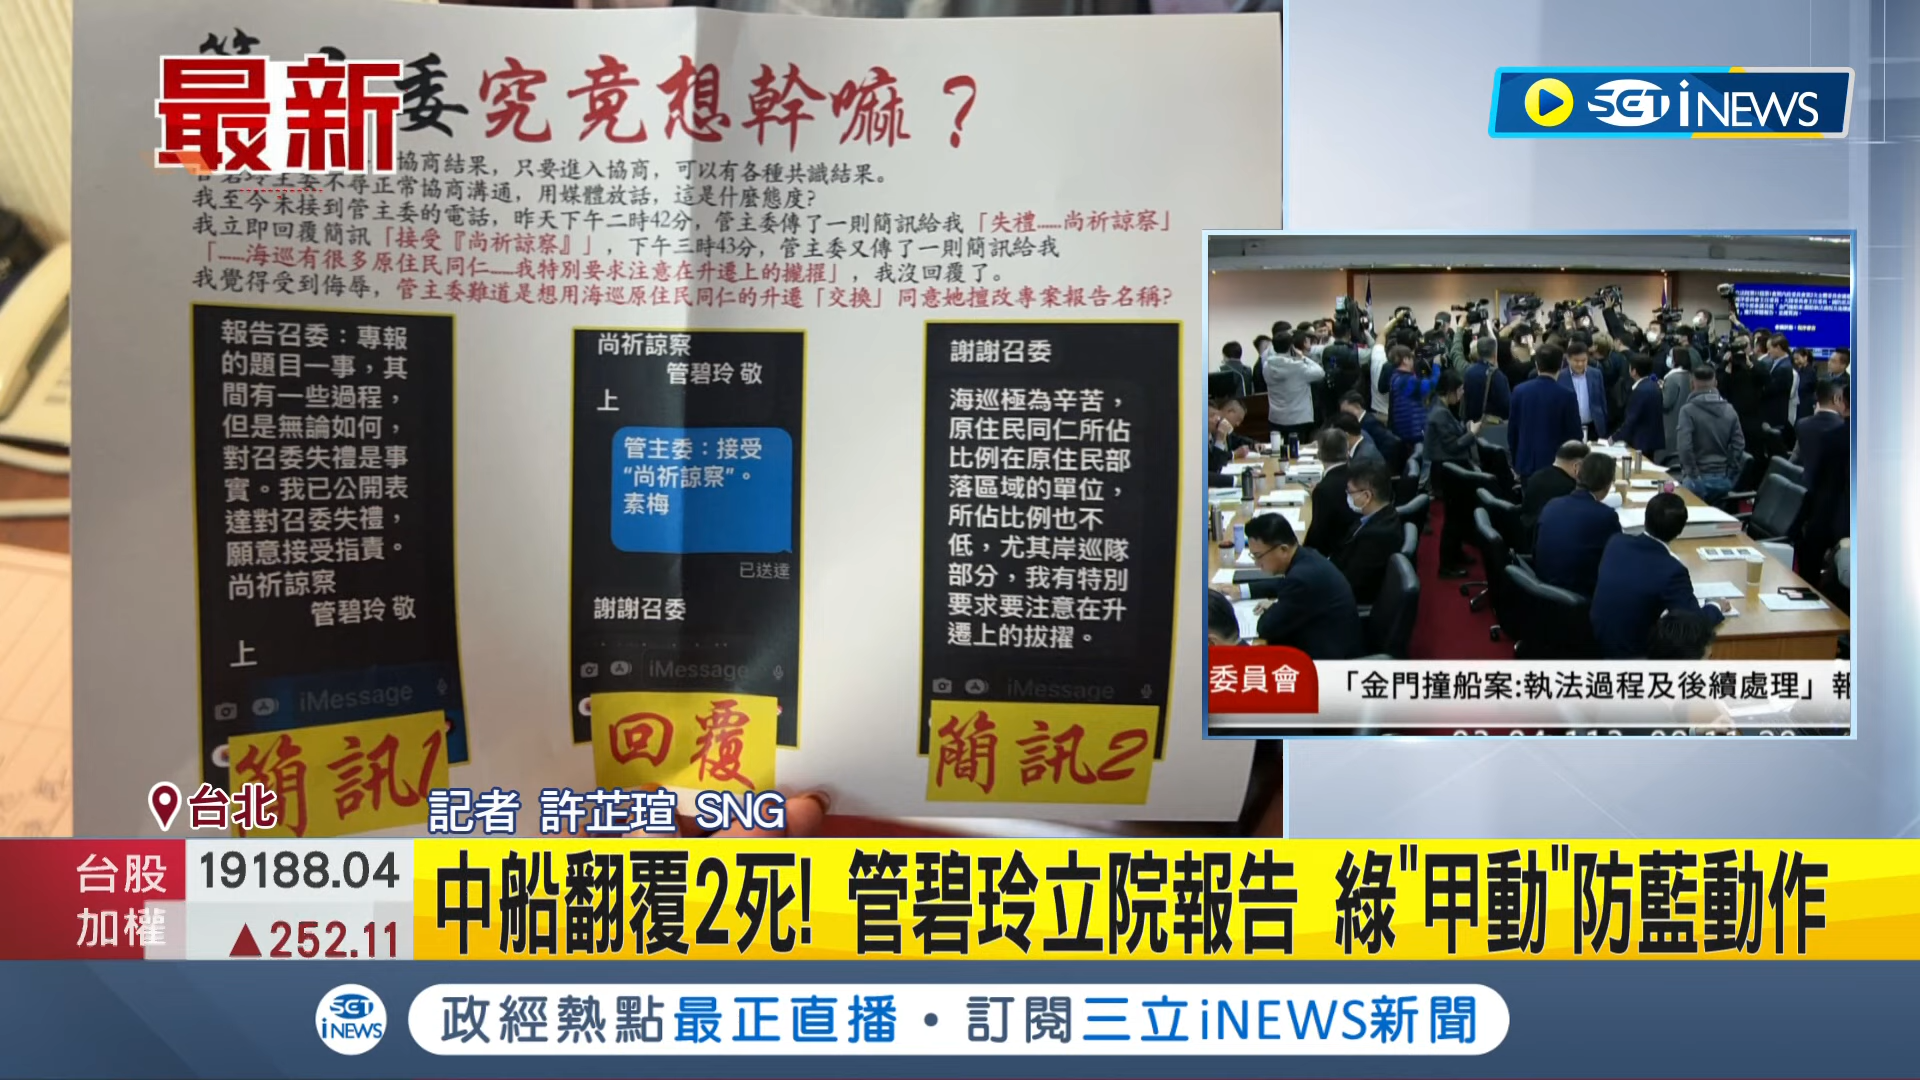 最新
委究竟想幹嘛？
協商結果，只要進入協商，可以有各種共識結果。
主委不尋正常協商溝通，用媒體放話，這是什麼態度?
我至今未接到管主委的電話，昨天下午二時42分，管主委傳了一則簡訊給我「失禮......尚祈諒察」
我立即回覆簡訊「接受『尚祈諒察』」，下午三時43分，管主委又傳了一則簡訊給我
「......海巡有很多原住民同仁......我特別要求注意在升遷上的攏擢」，我沒回覆了。
我覺得受到侮辱，管主委難道是想用海巡原住民同仁的升遷「交換」同意她擅改專案報告名稱?
報告召委：專報
的題目一事，其
間有一些過程，
但是無論如何，
對召委失禮是事
實。我已公開表
達對召委失禮，
願意接受指責。
尚祈諒察
管碧玲 敬
上
iMessage
簡訊1
尚祈諒察
管碧玲 敬
上
管主委：接受
“尚祈諒察”。
素梅
已送達
謝謝召委
iMessage
回覆
謝謝召委
海巡極為辛苦，
原住民同仁所佔
比例在原住民部
落區域的單位，
所佔比例也不
低，尤其岸巡隊
部分，我有特別
要求要注意在升
遷上的拔擢。
iMessage
簡訊2
SET iNEWS
委員會
「金門撞船案:執法過程及後續處理」報
台北
記者 許芷瑄 SNG
台股
加權
19188.04
▲252.11
中船翻覆2死! 管碧玲立院報告 綠"甲動"防藍動作
SET
iNEWS
政經熱點最正直播・訂閱三立iNEWS新聞